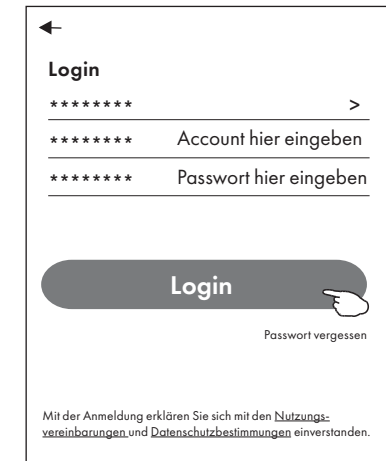 Login
******** >
******** Account hier eingeben
******** Passwort hier eingeben
Login
Passwort vergessen
Mit der Anmeldung erklären Sie sich mit den Nutzungs-
vereinbarungen und Datenschutzbestimmungen einverstanden.